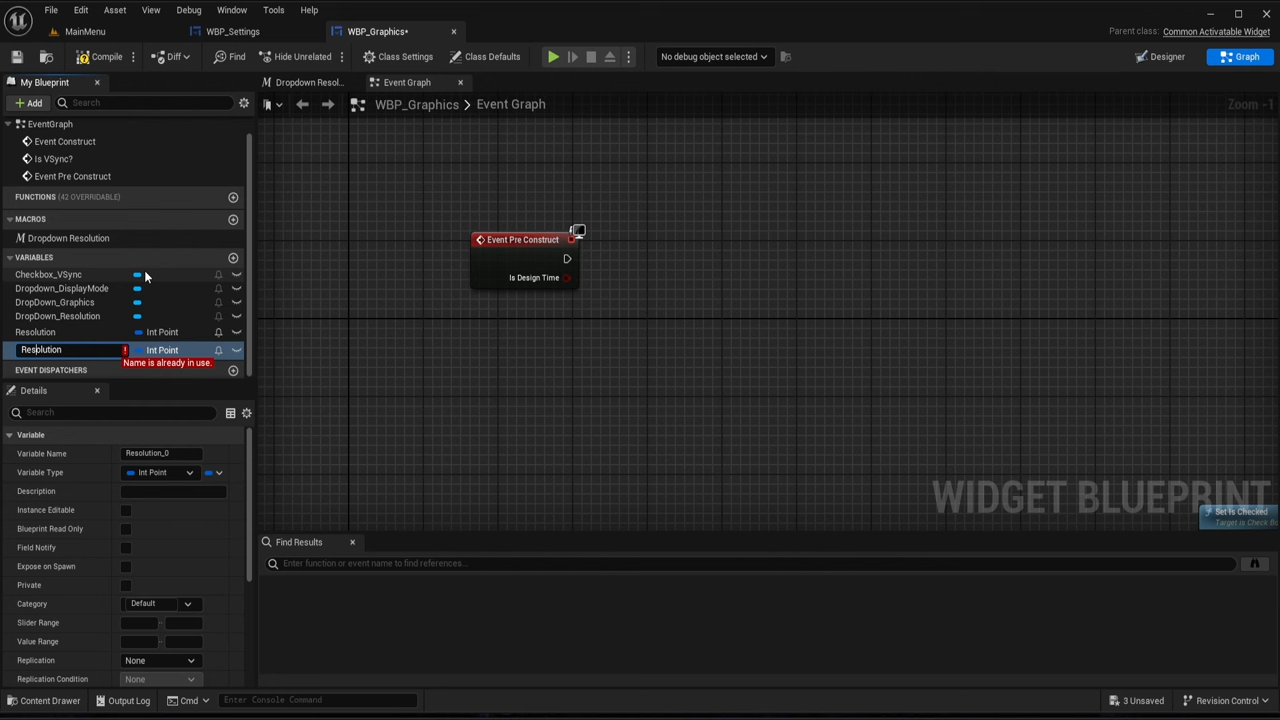 File Edit Asset View Debug Window Tools Help
MainMenu WBP_Settings WBP_Graphics•
Parent class: Common Activatable Widget
Compile Diff Find Hide Unrelated Class Settings Class Defaults No debug object selected Designer Graph
My Blueprint Dropdown Resol... Event Graph
Add Search WBP_Graphics > Event Graph Zoom -1
EventGraph
Event Construct
Is VSync?
Event Pre Construct
FUNCTIONS (42 OVERRIDABLE)
MACROS
Dropdown Resolution
Event Pre Construct
VARIABLES
Checkbox_VSync
Is Design Time
Dropdown_DisplayMode
DropDown_Graphics
DropDown_Resolution
Resolution Int Point
Resolution ! Int Point
Name is already in use.
EVENT DISPATCHERS
Details
Search
Variable
Variable Name Resolution_0
Variable Type Int Point
Description
WIDGET BLUEPRINT
Instance Editable
Set Is Checked
Target is Check Bo
Blueprint Read Only
Find Results
Field Notify
Enter function or event name to find references...
Expose on Spawn
Private
Category Default
Slider Range
Value Range
Replication None
Replication Condition None
Content Drawer Output Log Cmd Enter Console Command 3 Unsaved Revision Control